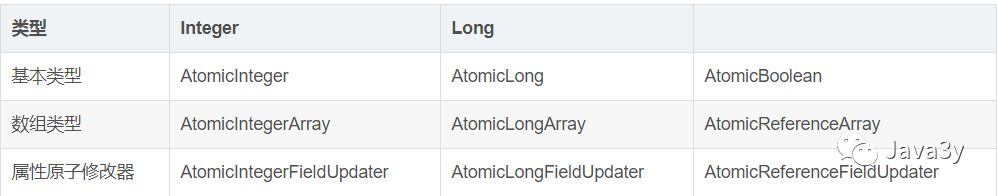 类型 Integer Long
基本类型 AtomicInteger AtomicLong AtomicBoolean
数组类型 AtomicIntegerArray AtomicLongArray AtomicReferenceArray
属性原子修改器 AtomicIntegerFieldUpdater AtomicLongFieldUpdater AtomicReferenceFieldUpdater
Java3y